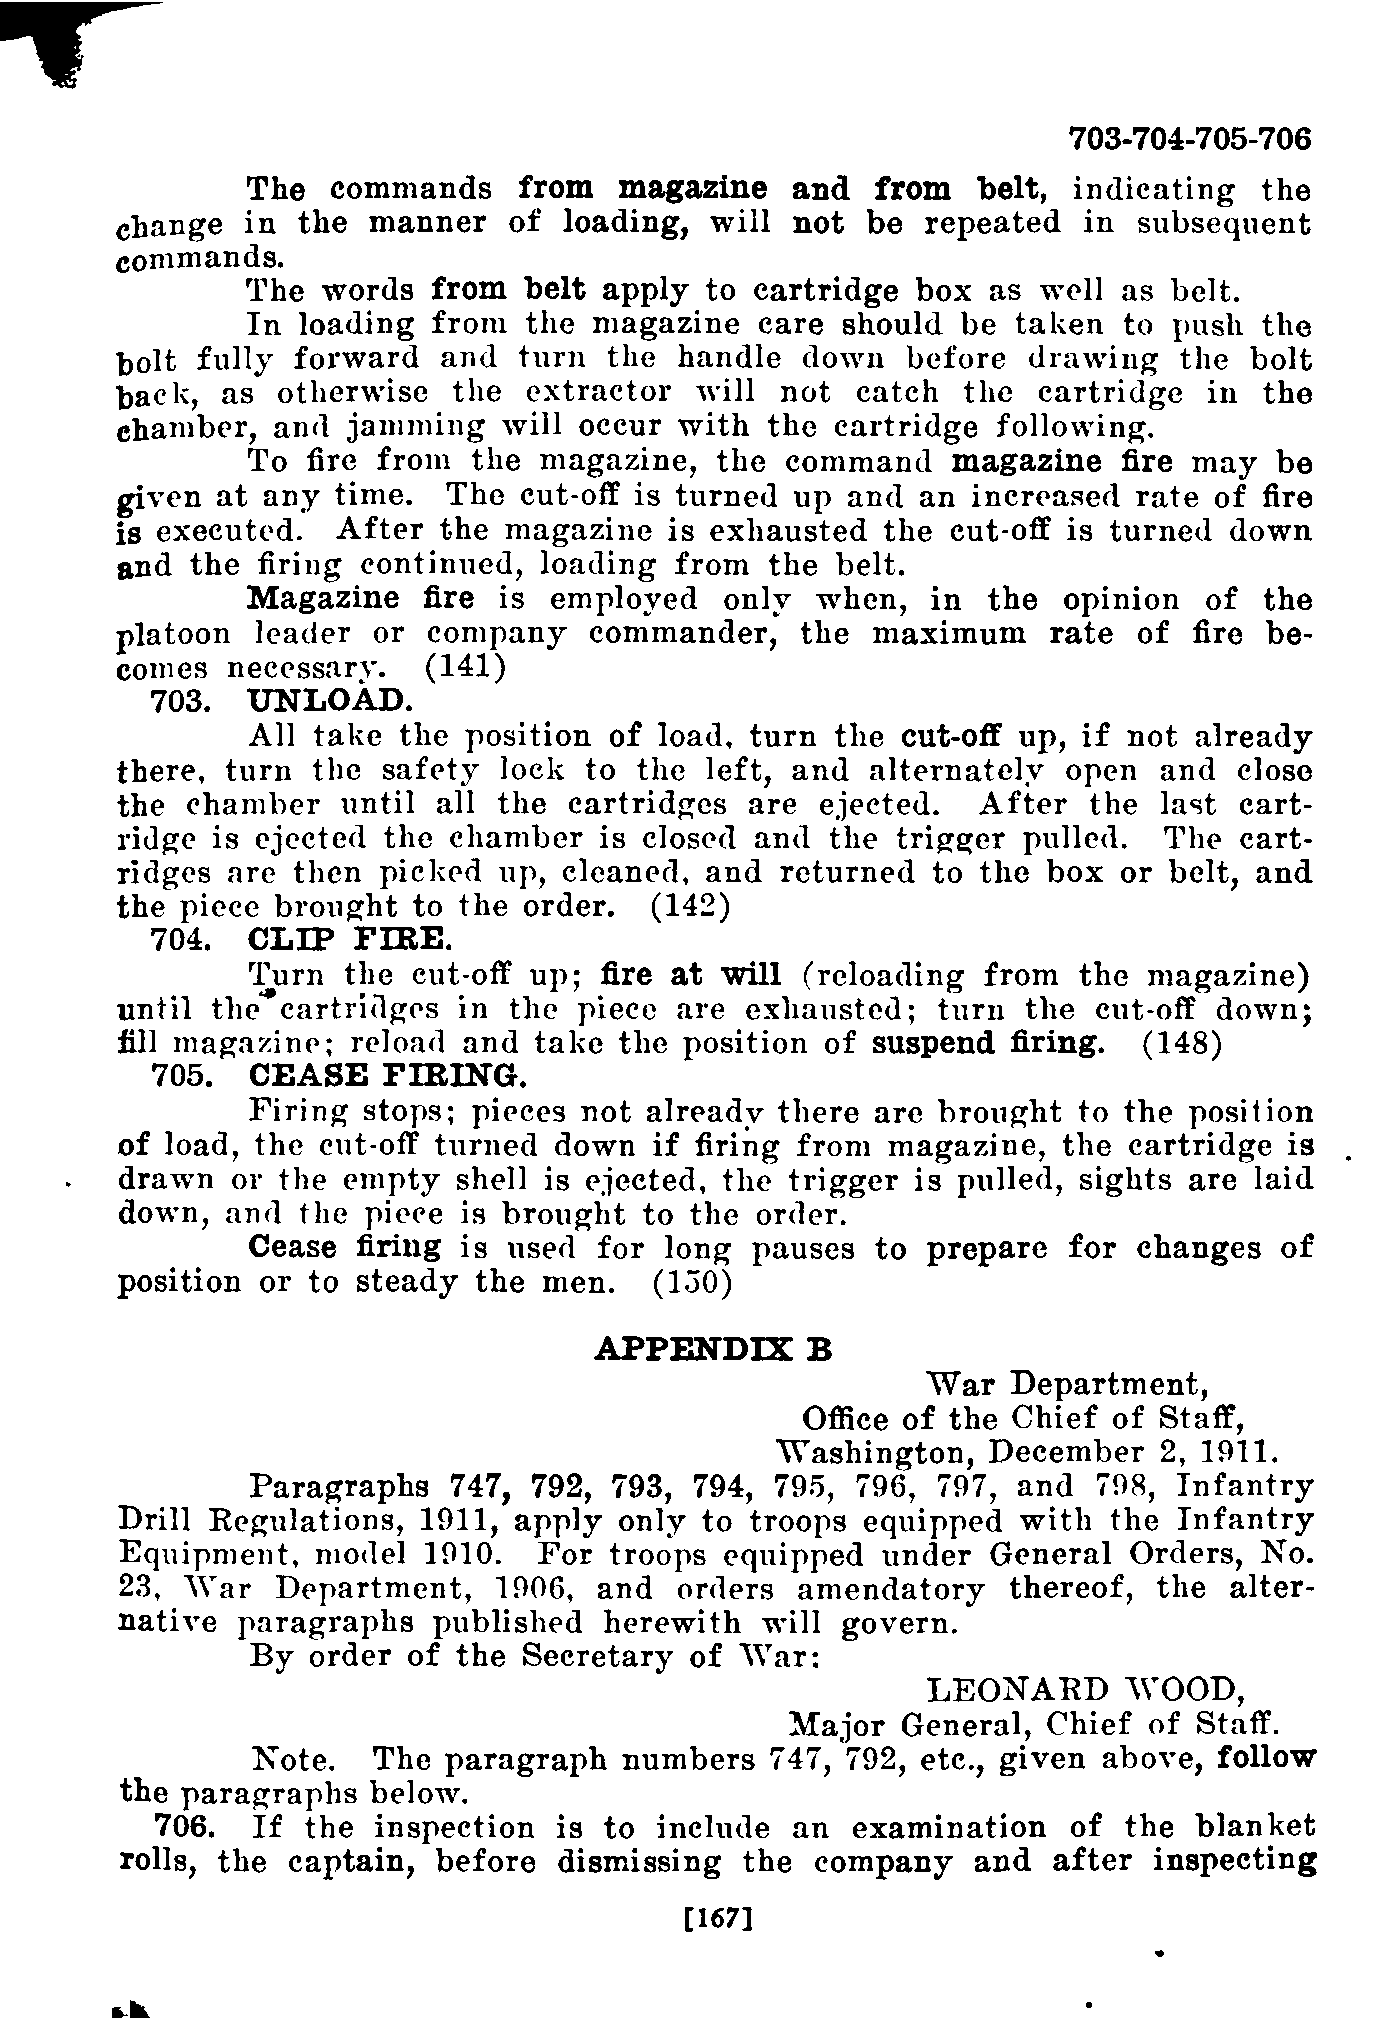 703-704-705-706
The commands from magazine and from belt, indicating the
change in the manner of loading, will not be repeated in subsequent
commands.
The words from belt apply to cartridge box as well as belt.
In loading from the magazine care should be taken to push the
bolt fully forward and turn the handle down before drawing the bolt
back, as otherwise the extractor will not catch the cartridge in the
chamber, and jamming will occur with the cartridge following.
To fire from the magazine, the command magazine fire may be
given at any time. The cut-off is turned up and an increased rate of fire
is executed. After the magazine is exhausted the cut-off is turned down
and the firing continued, loading from the belt.
Magazine fire is employed only when, in the opinion of the
platoon leader or company commander, the maximum rate of fire be-
comes necessary. (141)
703. UNLOAD.
All take the position of load, turn the cut-off up, if not already
there, turn the safety lock to the left, and alternately open and close
the chamber until all the cartridges are ejected. After the last cart-
ridge is ejected the chamber is closed and the trigger pulled. The cart-
ridges are then picked up, cleaned, and returned to the box or belt, and
the piece brought to the order. (142)
704. CLIP FIRE.
Turn the cut-off up; fire at will (reloading from the magazine)
until the cartridges in the piece are exhausted; turn the cut-off down;
fill magazine; reload and take the position of suspend firing. (148)
705. CEASE FIRING.
Firing stops; pieces not already there are brought to the position
of load, the cut-off turned down if firing from magazine, the cartridge is
drawn or the empty shell is ejected, the trigger is pulled, sights are laid
down, and the piece is brought to the order.
Cease firing is used for long pauses to prepare for changes of
position or to steady the men. (150)
APPENDIX B
War Department,
Office of the Chief of Staff,
Washington, December 2, 1911.
Paragraphs 747, 792, 793, 794, 795, 796, 797, and 798, Infantry
Drill Regulations, 1911, apply only to troops equipped with the Infantry
Equipment, model 1910. For troops equipped under General Orders, No.
23, War Department, 1906, and orders amendatory thereof, the alter-
native paragraphs published herewith will govern.
By order of the Secretary of War:
LEONARD WOOD,
Major General, Chief of Staff.
Note. The paragraph numbers 747, 792, etc., given above, follow
the paragraphs below.
706. If the inspection is to include an examination of the blanket
rolls, the captain, before dismissing the company and after inspecting
[167]